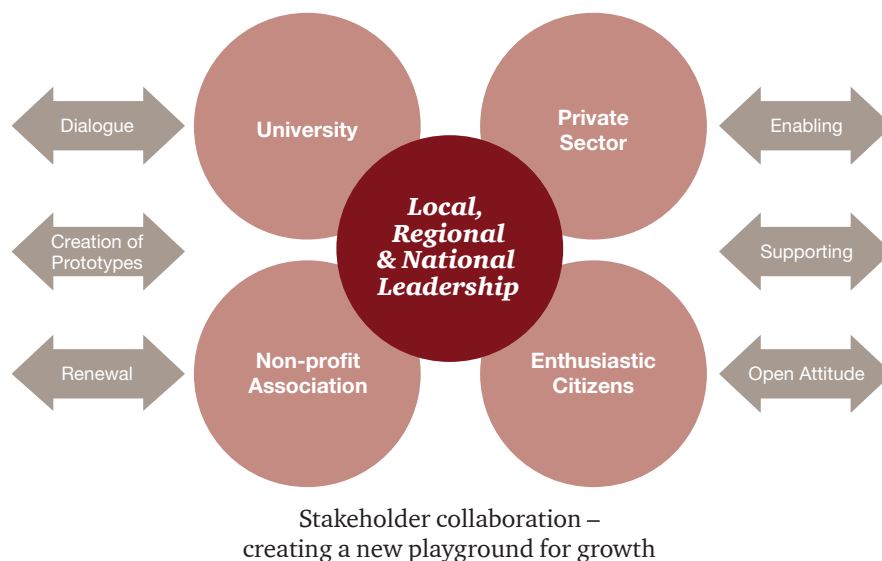 Dialogue
University
Private
Sector
Enabling
Creation of
Prototypes
Local,
Regional
& National
Leadership
Supporting
Renewal
Non-profit
Association
Enthusiastic
Citizens
Open Attitude
Stakeholder collaboration –
creating a new playground for growth